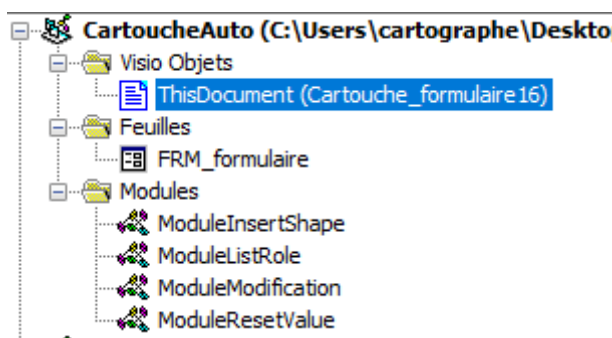 CartoucheAuto (C:\Users\cartographe\Deskto
Visio Objets
ThisDocument (Cartouche_formulaire16)
Feuilles
FRM_formulaire
Modules
ModuleInsertShape
ModuleListRole
ModuleModification
ModuleResetValue